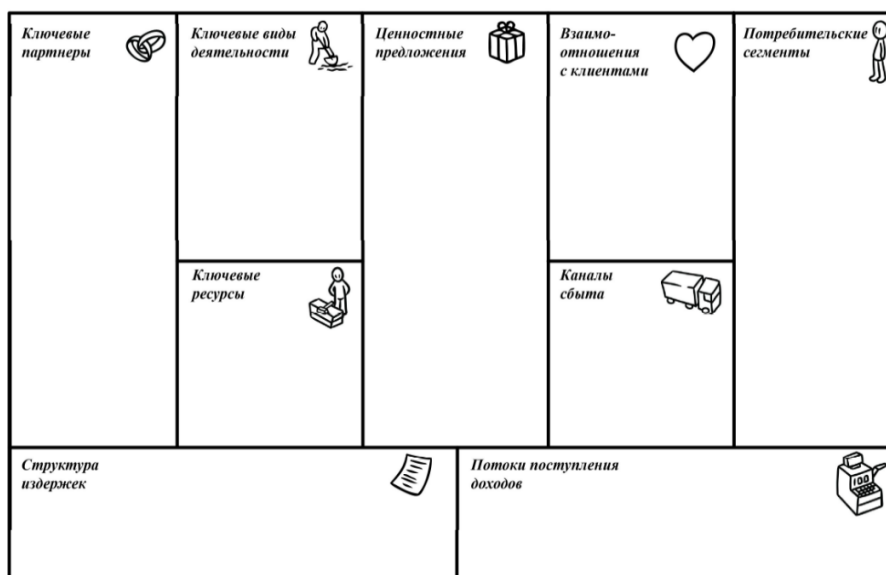 Ключевые
партнеры
Ключевые виды
деятельности
Ценностные
предложения
Взаимо-
отношения
с клиентами
Потребительские
сегменты
Ключевые
ресурсы
Каналы
сбыта
Структура
издержек
Потоки поступления
доходов
100